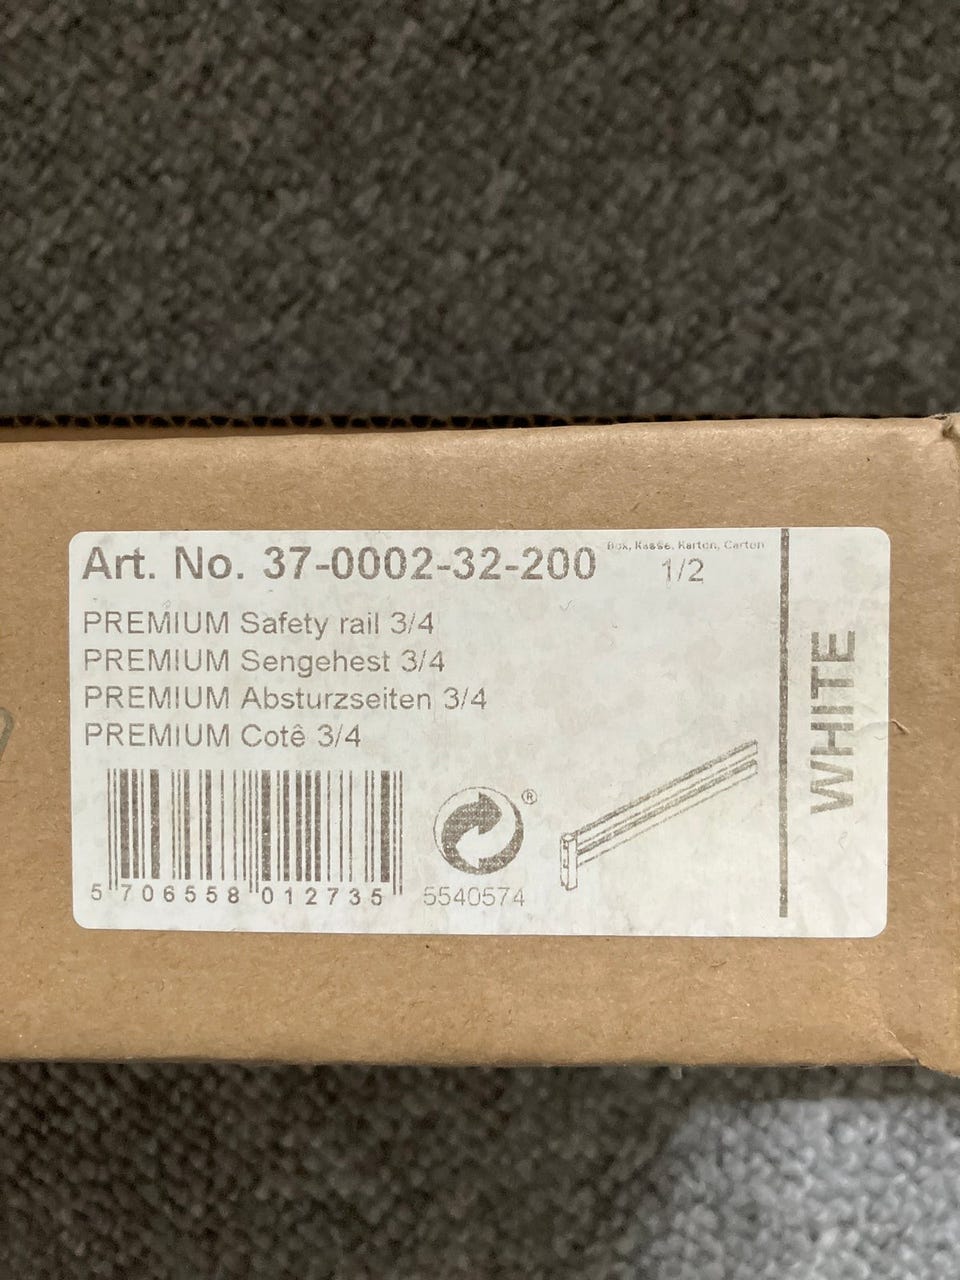 Art. No. 37-0002-32-200
Box, Kasse, Karton, Carton
1/2
PREMIUM Safety rail 3/4
PREMIUM Sengehest 3/4
PREMIUM Absturzseiten 3/4
PREMIUM Cotê 3/4
WHITE
®
5 706558 012735
5540574